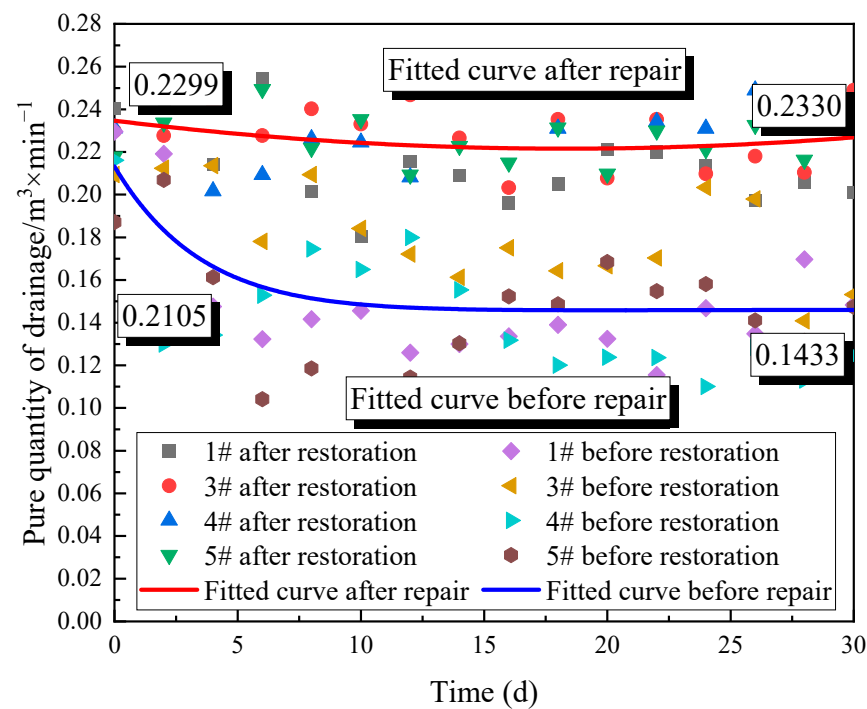 Pure quantity of drainage/m³×min⁻¹
0.28
0.26
0.24
0.22
0.20
0.18
0.16
0.14
0.12
0.10
0.08
0.06
0.04
0.02
0.00
Fitted curve after repair
0.2299
0.2330
0.2105
0.1433
Fitted curve before repair
1# after restoration
1# before restoration
3# after restoration
3# before restoration
4# after restoration
4# before restoration
5# after restoration
5# before restoration
Fitted curve after repair
Fitted curve before repair
0
5
10
15
20
25
30
Time (d)